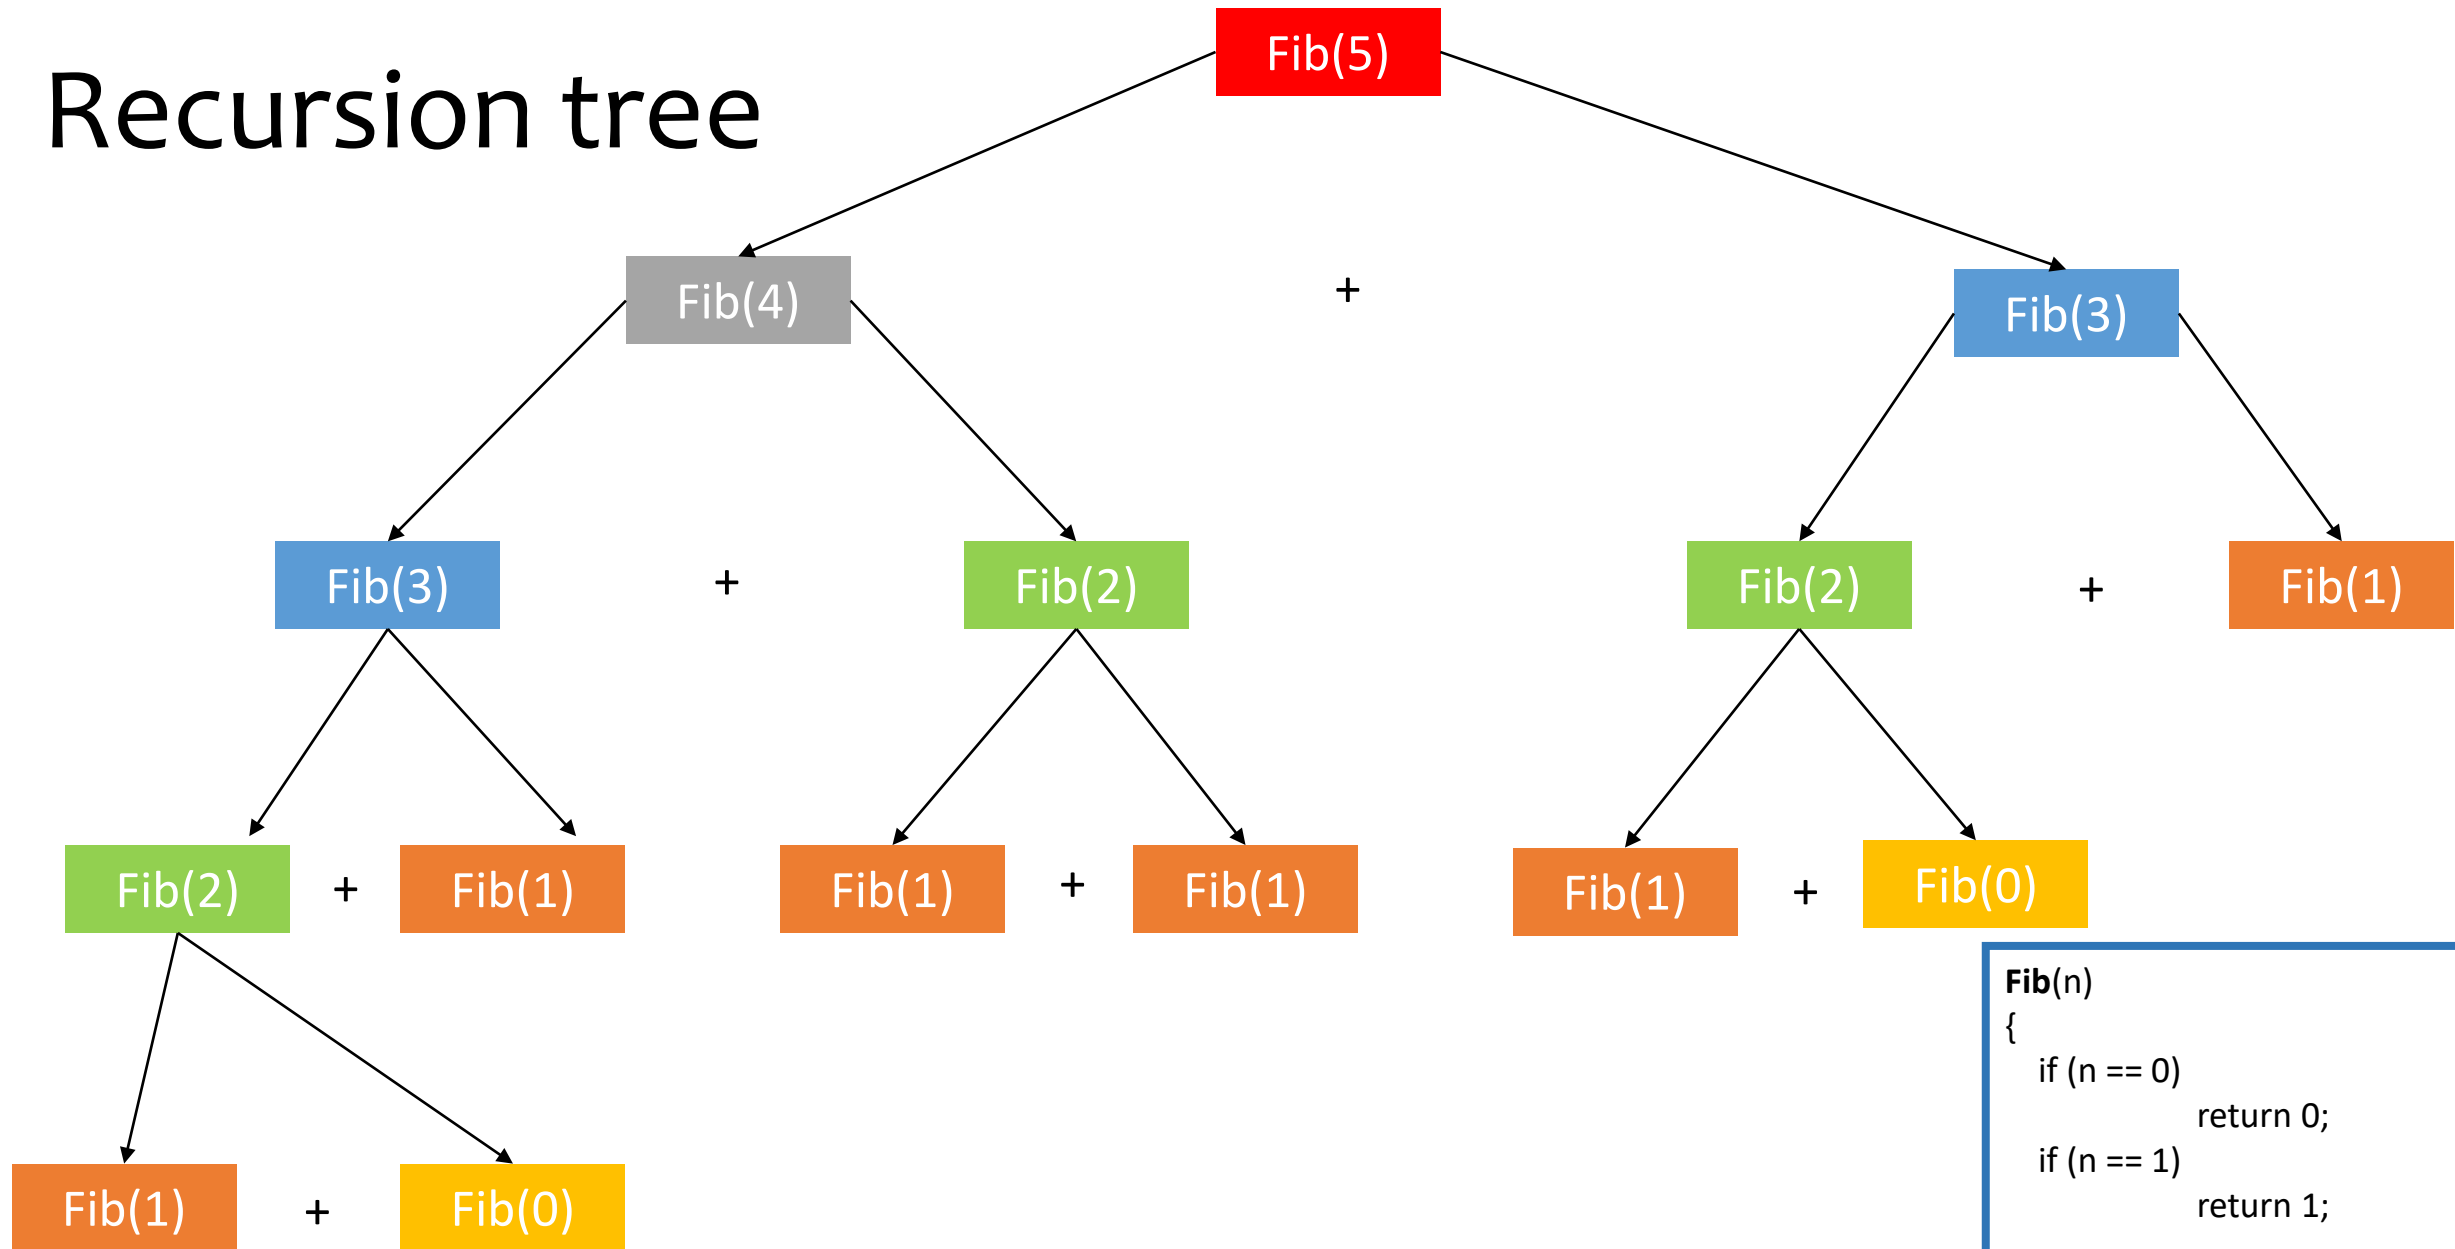 Recursion tree
Fib(5)
Fib(4)
+
Fib(3)
Fib(3)
+
Fib(2)
Fib(2)
+
Fib(1)
Fib(2)
+
Fib(1)
Fib(1)
+
Fib(1)
Fib(1)
+
Fib(0)
Fib(1)
+
Fib(0)
Fib(n)
{
if (n == 0)
return 0;
if (n == 1)
return 1;